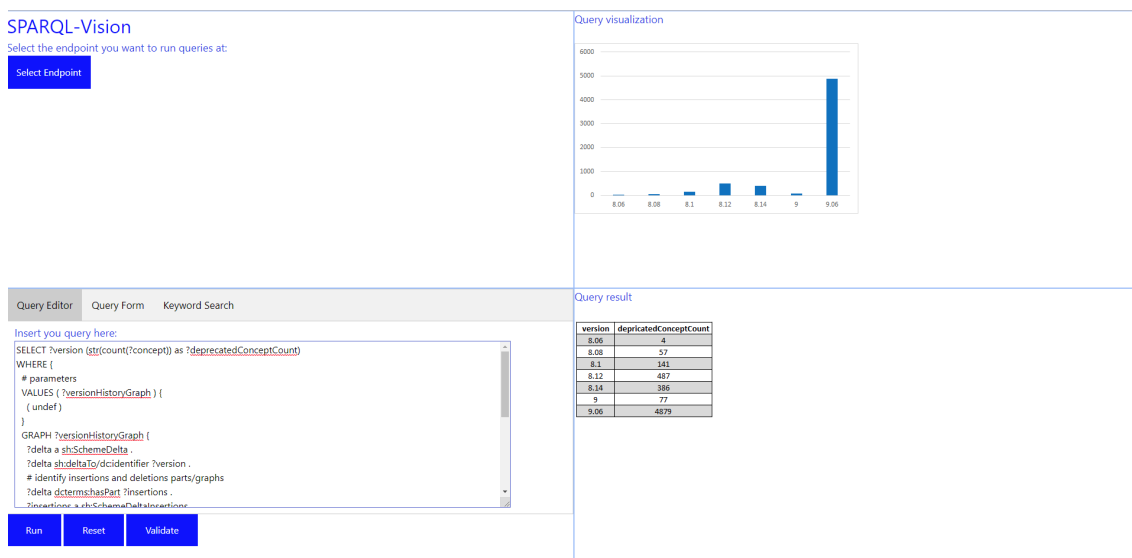 SPARQL-Vision
Select the endpoint you want to run queries at:
Select Endpoint
Query visualization
6000
5000
4000
3000
2000
1000
0
8.06 8.08 8.1 8.12 8.14 9 9.06
Query Editor Query Form Keyword Search
Insert you query here:
SELECT ?version (str(count(?concept)) as ?deprecatedConceptCount)
WHERE {
# parameters
VALUES ( ?versionHistoryGraph ) {
( undef )
}
GRAPH ?versionHistoryGraph {
?delta a sh:SchemeDelta .
?delta sh:deltaTo/dc:identifier ?version .
# identify insertions and deletions parts/graphs
?delta dcterms:hasPart ?insertions .
?insertions a sh:SchemeDeltaInsertions
Run Reset Validate
Query result
version depricatedConceptCount
8.06 4
8.08 57
8.1 141
8.12 487
8.14 386
9 77
9.06 4879